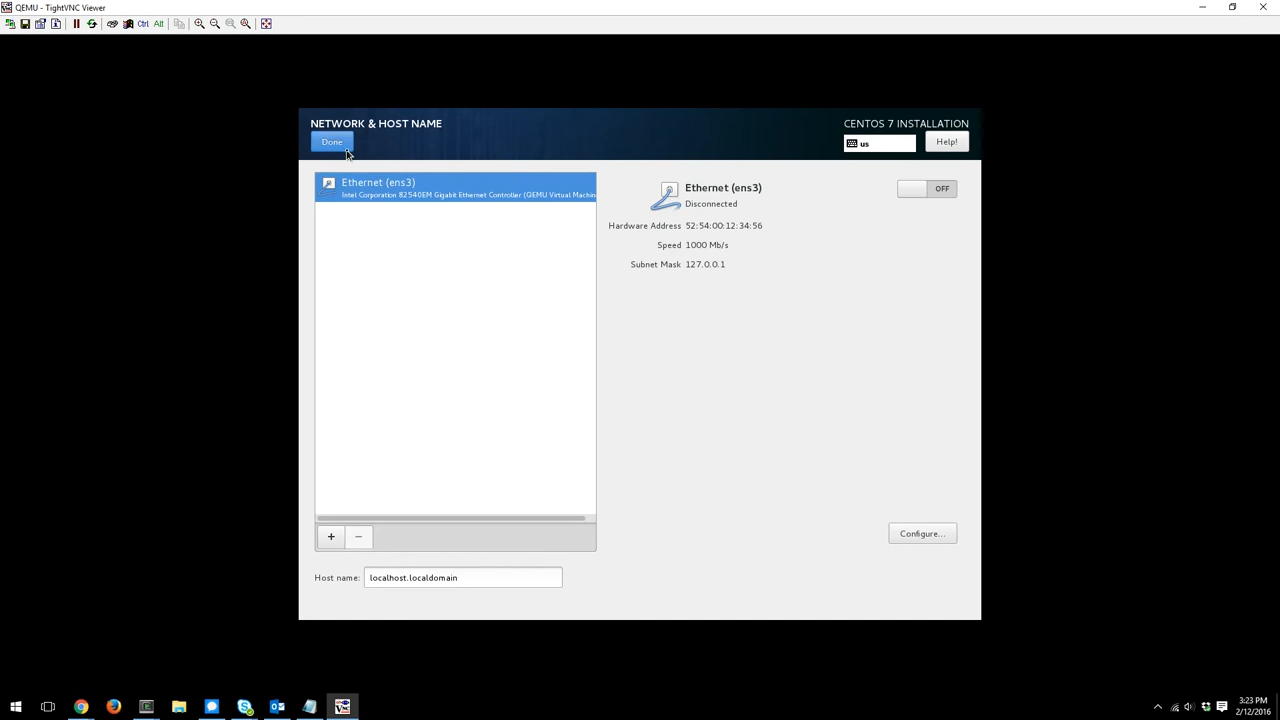 QEMU - TightVNC Viewer
Ctrl Alt
NETWORK & HOST NAME
Done
CENTOS 7 INSTALLATION
us
Help!
Ethernet (ens3)
Intel Corporation 82540EM Gigabit Ethernet Controller (QEMU Virtual Machin
Ethernet (ens3)
Disconnected
OFF
Hardware Address 52:54:00:12:34:56
Speed 1000 Mb/s
Subnet Mask 127.0.0.1
+ −
Configure...
Host name: localhost.localdomain
3:23 PM
2/12/2016